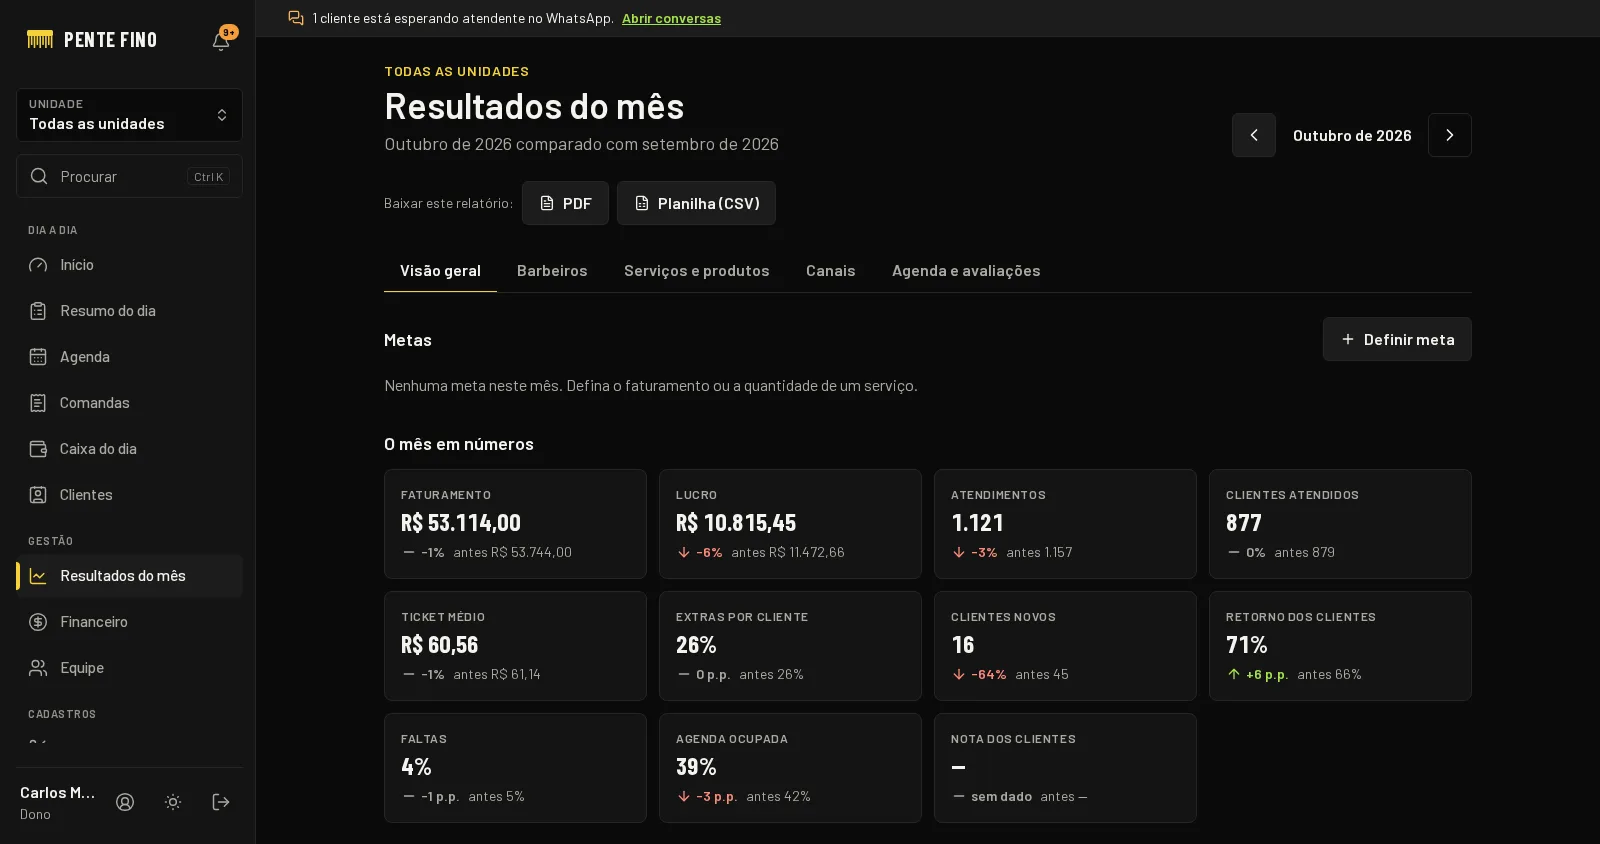 1 cliente está esperando atendente no WhatsApp. Abrir conversas
PENTE FINO
9+
UNIDADE
Todas as unidades
Procurar
Ctrl K
DIA A DIA
Início
Resumo do dia
Agenda
Comandas
Caixa do dia
Clientes
GESTÃO
Resultados do mês
Financeiro
Equipe
CADASTROS
Carlos M...
Dono
TODAS AS UNIDADES
Resultados do mês
Outubro de 2026 comparado com setembro de 2026
Outubro de 2026
Baixar este relatório: PDF Planilha (CSV)
Visão geral Barbeiros Serviços e produtos Canais Agenda e avaliações
Metas
Definir meta
Nenhuma meta neste mês. Defina o faturamento ou a quantidade de um serviço.
O mês em números
FATURAMENTO
R$ 53.114,00
-1% antes R$ 53.744,00
LUCRO
R$ 10.815,45
-6% antes R$ 11.472,66
ATENDIMENTOS
1.121
-3% antes 1.157
CLIENTES ATENDIDOS
877
0% antes 879
TICKET MÉDIO
R$ 60,56
-1% antes R$ 61,14
EXTRAS POR CLIENTE
26%
0 p.p. antes 26%
CLIENTES NOVOS
16
-64% antes 45
RETORNO DOS CLIENTES
71%
+6 p.p. antes 66%
FALTAS
4%
-1 p.p. antes 5%
AGENDA OCUPADA
39%
-3 p.p. antes 42%
NOTA DOS CLIENTES
—
sem dado antes —